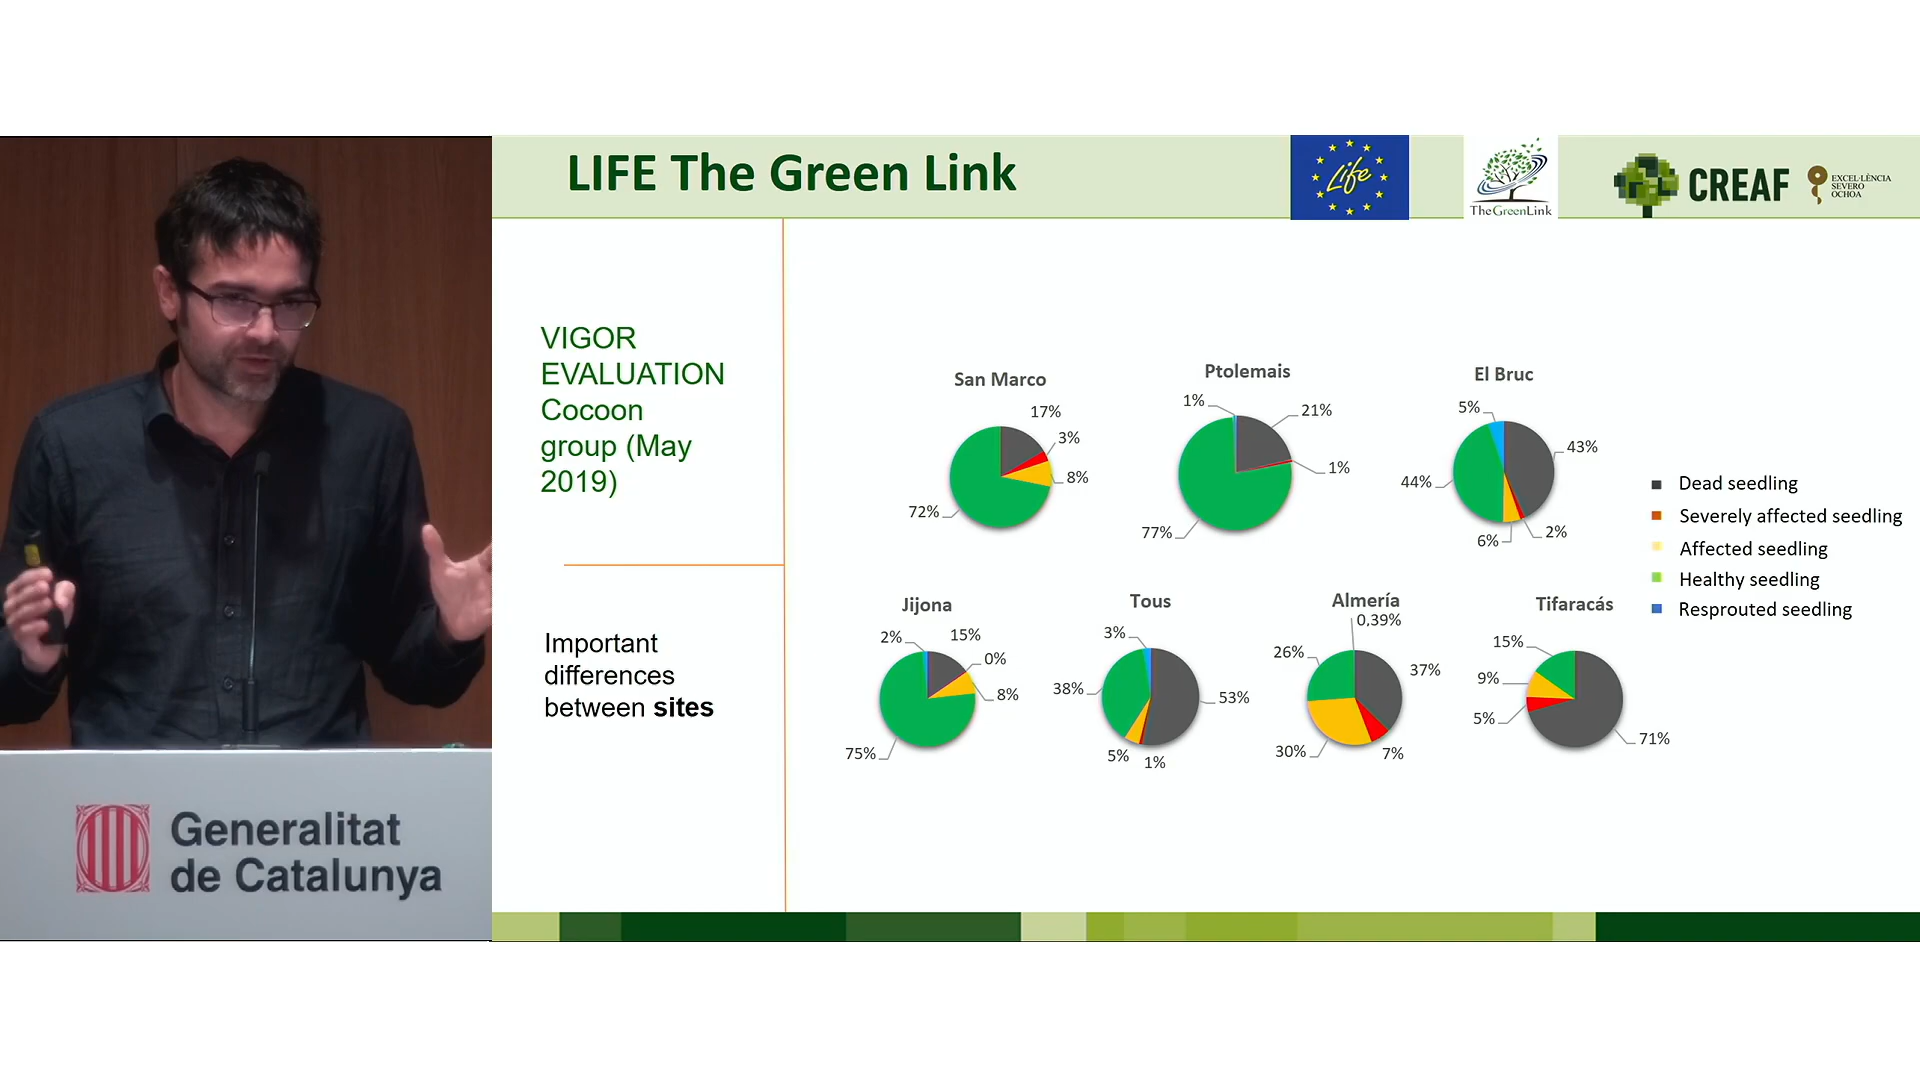 LIFE The Green Link
Life
TheGreenLink
CREAF
EXCEL·LÈNCIA
SEVERO
OCHOA
VIGOR
EVALUATION
Cocoon
group (May
2019)
Important
differences
between sites
San Marco
17%
3%
8%
72%
Ptolemais
1%
21%
1%
77%
El Bruc
5%
43%
44%
6%
2%
Dead seedling
Severely affected seedling
Affected seedling
Healthy seedling
Resprouted seedling
Jijona
2%
15%
0%
8%
75%
Tous
3%
38%
53%
5%
1%
Almería
0,39%
26%
37%
30%
7%
Tifaracás
15%
9%
5%
71%
Generalitat
de Catalunya